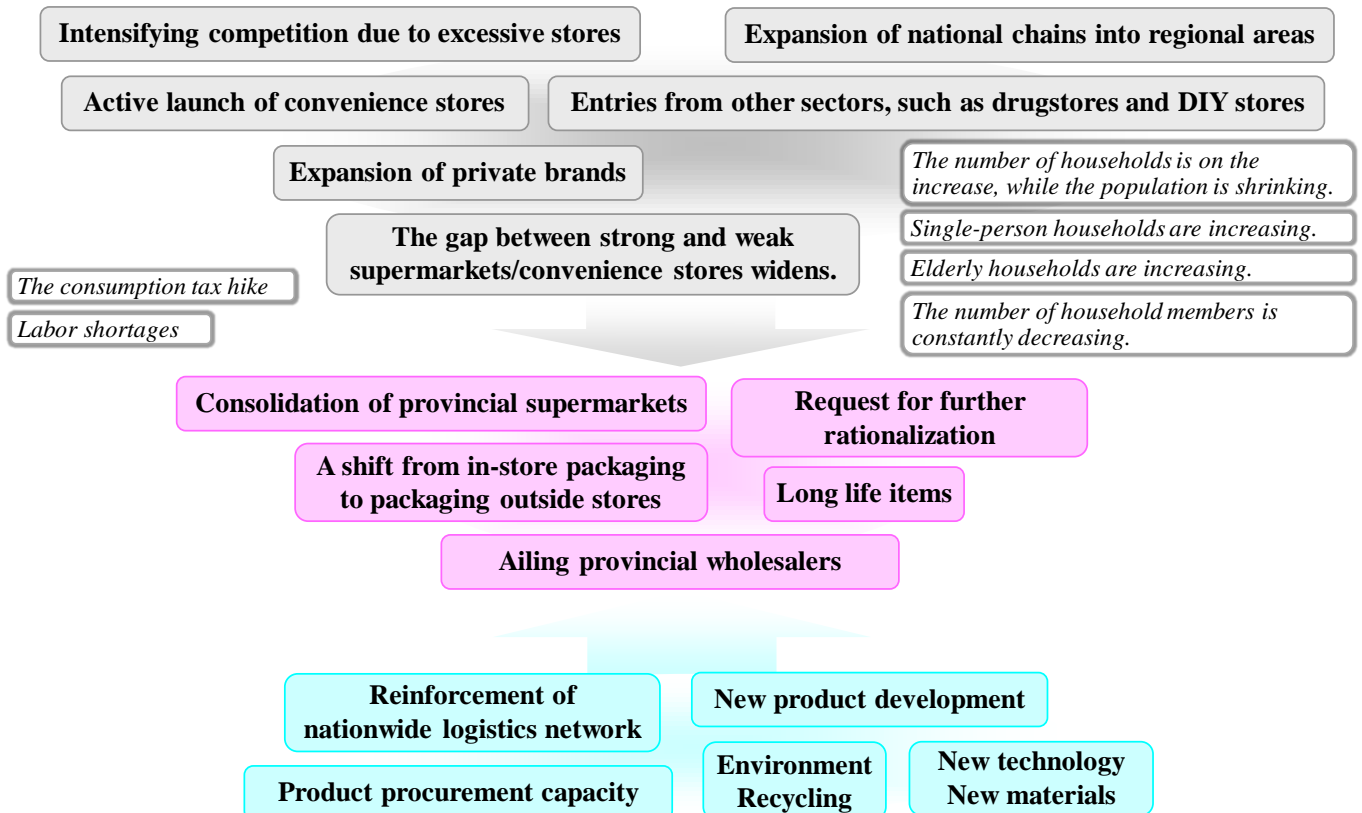 Intensifying competition due to excessive stores
Expansion of national chains into regional areas
Active launch of convenience stores
Entries from other sectors, such as drugstores and DIY stores
Expansion of private brands
The number of households is on the
increase, while the population is shrinking.
The gap between strong and weak
supermarkets/convenience stores widens.
Single-person households are increasing.
Elderly households are increasing.
The consumption tax hike
Labor shortages
The number of household members is
constantly decreasing.
Consolidation of provincial supermarkets
Request for further
rationalization
A shift from in-store packaging
to packaging outside stores
Long life items
Ailing provincial wholesalers
Reinforcement of
nationwide logistics network
New product development
Product procurement capacity
Environment
Recycling
New technology
New materials